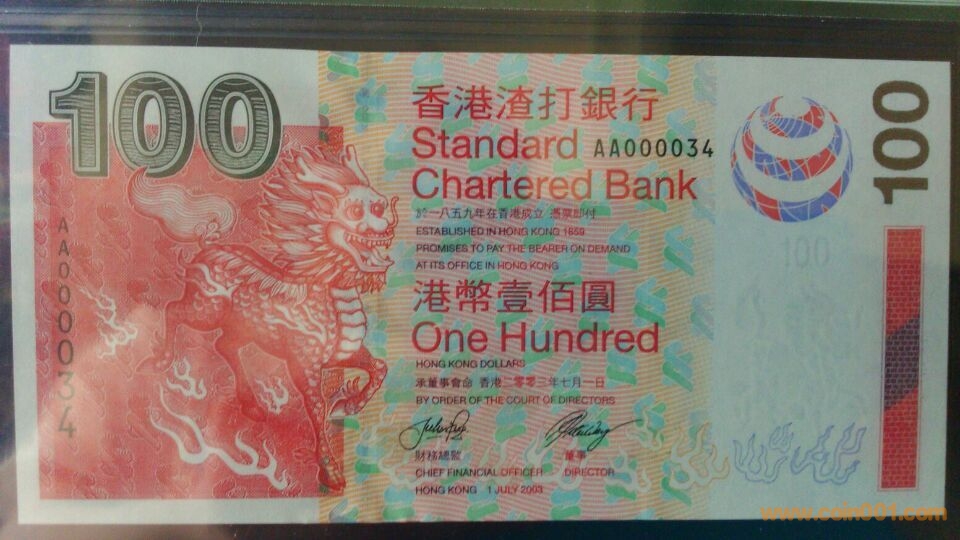 100
香港渣打銀行
Standard
Chartered Bank
AA000034
於一八五九年在香港成立 憑票即付
ESTABLISHED IN HONG KONG 1859
PROMISES TO PAY THE BEARER ON DEMAND
AT ITS OFFICE IN HONG KONG
港幣壹佰圓
One Hundred
HONG KONG DOLLARS
承董事會命 香港二零零三年七月一日
BY ORDER OF THE COURT OF DIRECTORS
財務總監 董事
CHIEF FINANCIAL OFFICER DIRECTOR
HONG KONG 1 JULY 2003
AA000034
100
100
www.coin001.com